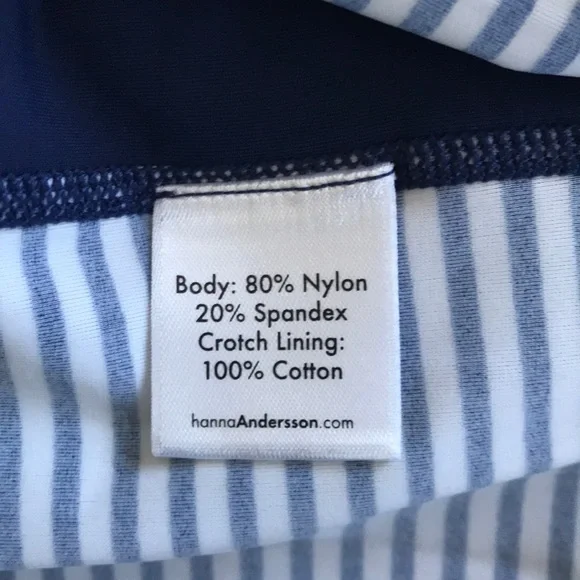 Body: 80% Nylon
20% Spandex
Crotch Lining:
100% Cotton
hannaAndersson.com